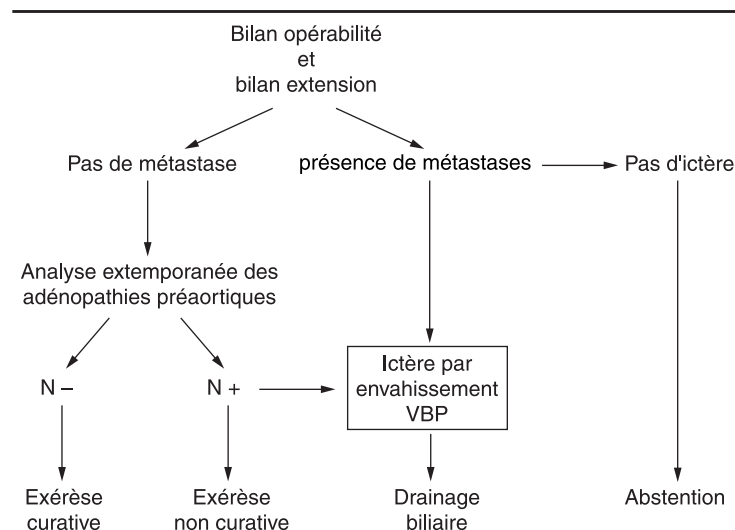 Bilan opérabilité
et
bilan extension
Pas de métastase
présence de métastases
Pas d'ictère
Analyse extemporanée des
adénopathies préaortiques
N –
N +
Ictère par
envahissement
VBP
Exérèse
curative
Exérèse
non curative
Drainage
biliaire
Abstention